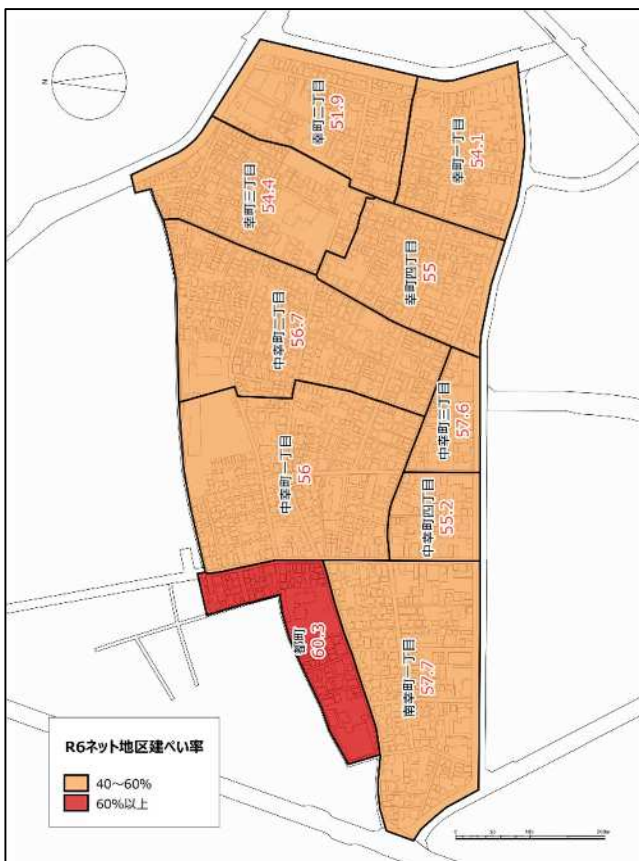 N
幸町二丁目
51.9
幸町一丁目
54.1
幸町三丁目
54.4
幸町四丁目
55
中幸町二丁目
56.7
中幸町三丁目
57.6
中幸町一丁目
56
中幸町四丁目
55.2
都町
60.3
南幸町一丁目
57.7
R6ネット地区建ぺい率
40～60%
60%以上